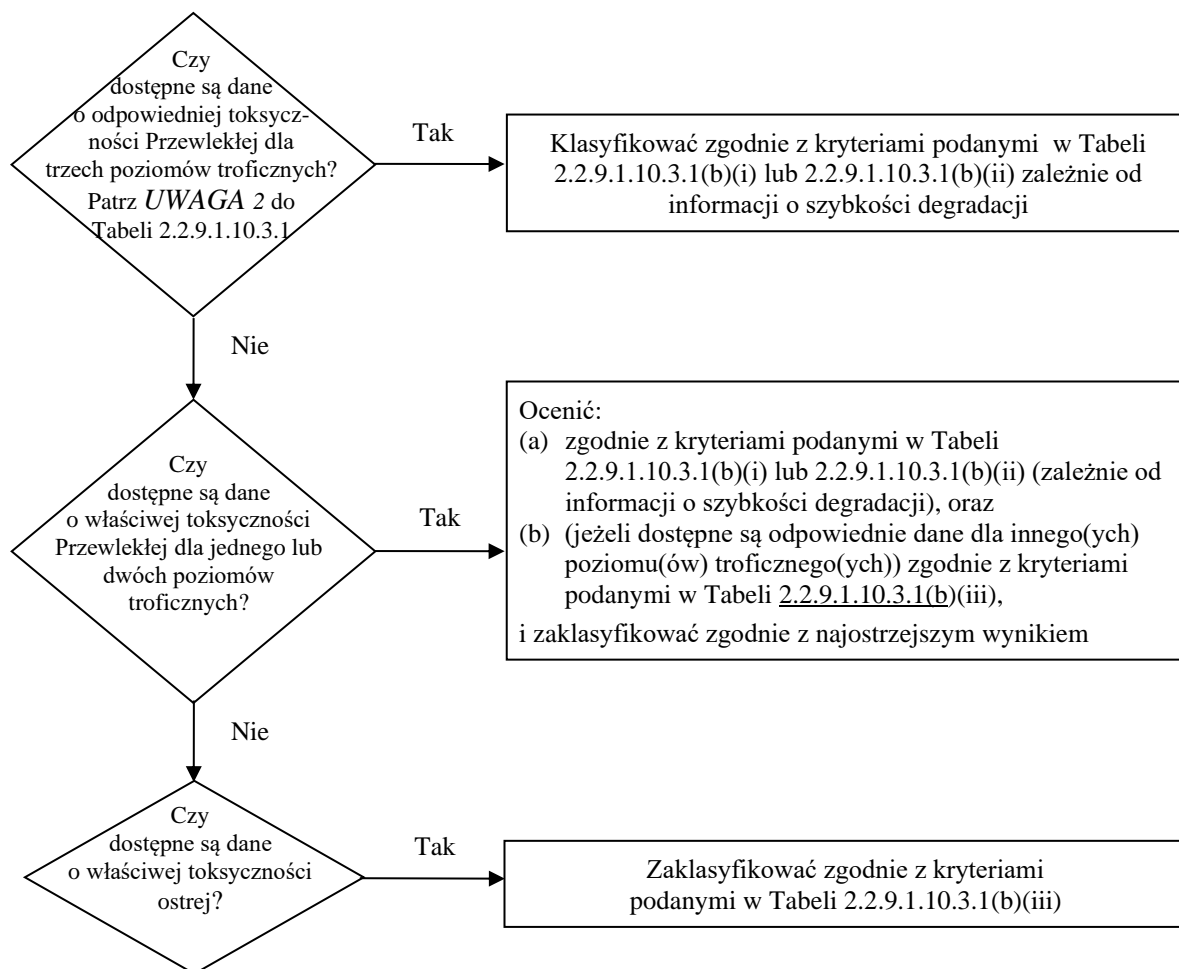 Czy
dostępne są dane
o odpowiedniej toksycz-
ności Przewlekłej dla
trzech poziomów troficznych?
Patrz UWAGA 2 do
Tabeli 2.2.9.1.10.3.1
Tak
Klasyfikować zgodnie z kryteriami podanymi w Tabeli
2.2.9.1.10.3.1(b)(i) lub 2.2.9.1.10.3.1(b)(ii) zależnie od
informacji o szybkości degradacji
Nie
Czy
dostępne są dane
o właściwej toksyczności
Przewlekłej dla jednego lub
dwóch poziomów
troficznych?
Tak
Ocenić:
(a) zgodnie z kryteriami podanymi w Tabeli
2.2.9.1.10.3.1(b)(i) lub 2.2.9.1.10.3.1(b)(ii) (zależnie od
informacji o szybkości degradacji), oraz
(b) (jeżeli dostępne są odpowiednie dane dla innego(ych)
poziomu(ów) troficznego(ych)) zgodnie z kryteriami
podanymi w Tabeli 2.2.9.1.10.3.1(b)(iii),
i zaklasyfikować zgodnie z najostrzejszym wynikiem
Nie
Czy
dostępne są dane
o właściwej toksyczności
ostrej?
Tak
Zaklasyfikować zgodnie z kryteriami
podanymi w Tabeli 2.2.9.1.10.3.1(b)(iii)